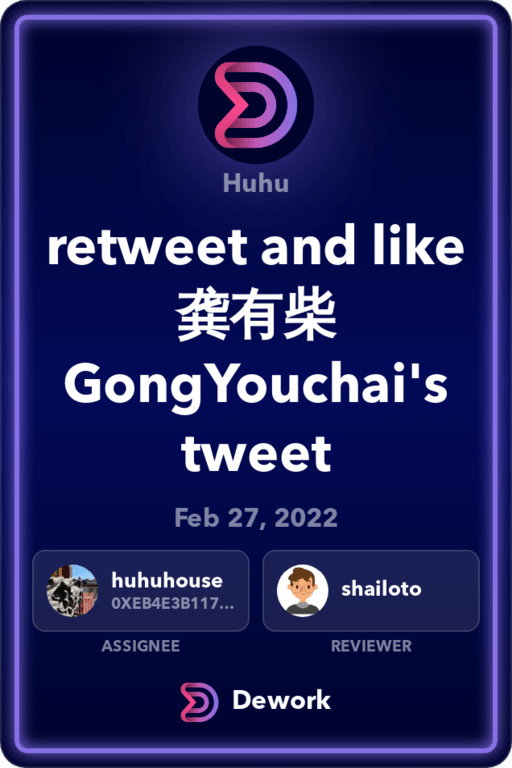 Huhu
retweet and like
龚有柴
GongYouchai's
tweet
Feb 27, 2022
huhuhouse
0XEB4E3B117...
shailoto
ASSIGNEE
REVIEWER
Dework